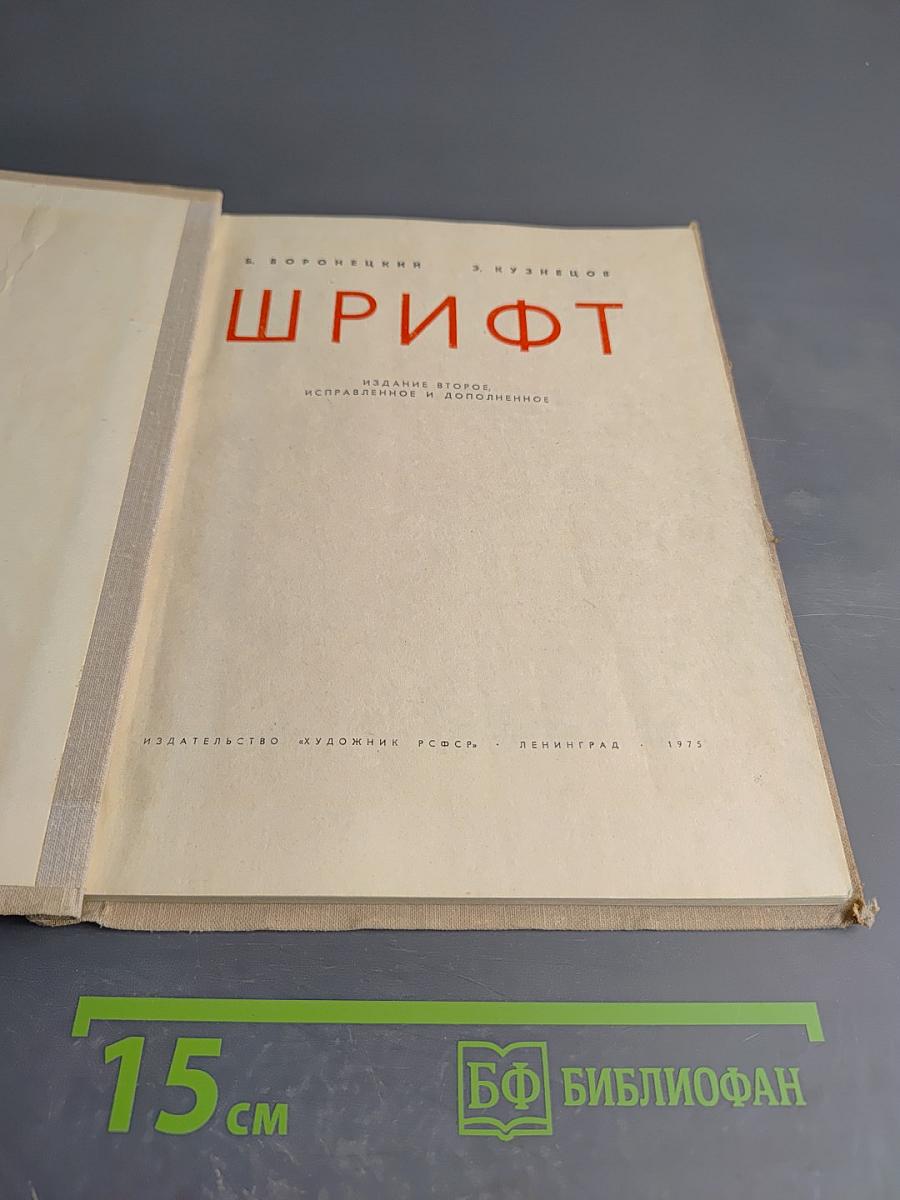 Б. ВОРОНЕЦКИЙ Э. КУЗНЕЦОВ
ШРИФТ
ИЗДАНИЕ ВТОРОЕ,
ИСПРАВЛЕННОЕ И ДОПОЛНЕННОЕ
ИЗДАТЕЛЬСТВО «ХУДОЖНИК РСФСР» · ЛЕНИНГРАД · 1975
15 см
БФ БИБЛИОФАН